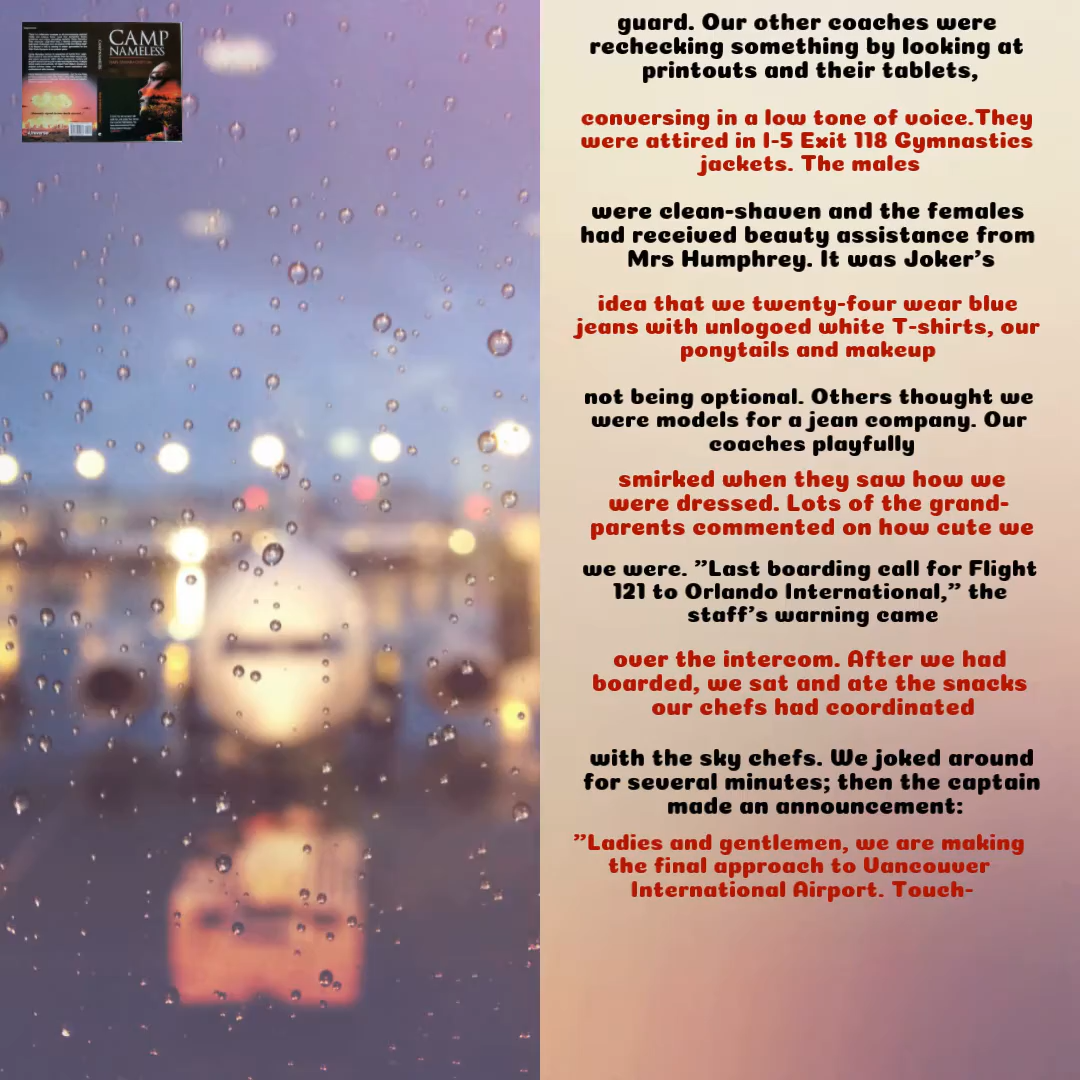 CAMP
NAMELESS
guard. Our other coaches were
rechecking something by looking at
printouts and their tablets,
conversing in a low tone of voice.They
were attired in I-5 Exit 118 Gymnastics
jackets. The males
were clean-shaven and the females
had received beauty assistance from
Mrs Humphrey. It was Joker's
idea that we twenty-four wear blue
jeans with unlogoed white T-shirts, our
ponytails and makeup
not being optional. Others thought we
were models for a jean company. Our
coaches playfully
smirked when they saw how we
were dressed. Lots of the grand-
parents commented on how cute we
we were. "Last boarding call for Flight
121 to Orlando International," the
staff's warning came
over the intercom. After we had
boarded, we sat and ate the snacks
our chefs had coordinated
with the sky chefs. We joked around
for several minutes; then the captain
made an announcement:
"Ladies and gentlemen, we are making
the final approach to Vancouver
International Airport. Touch-